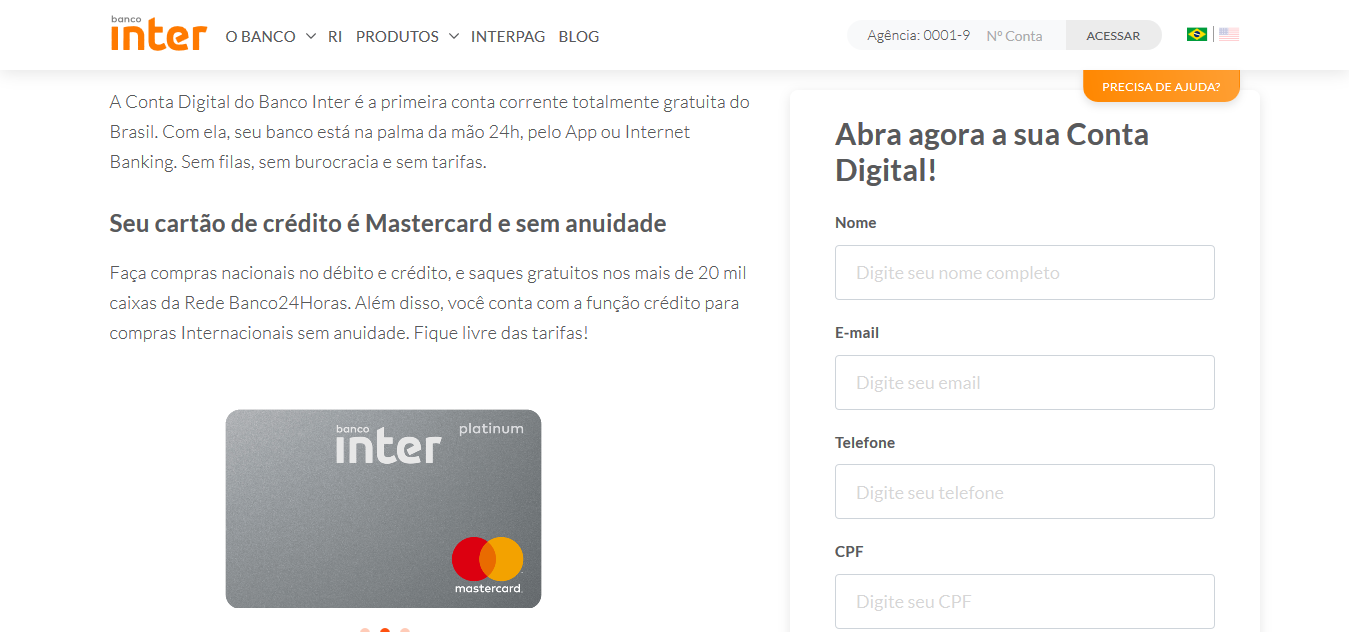 banco
inter
O BANCO
RI
PRODUTOS
INTERPAG
BLOG
Agência: 0001-9
Nº Conta
ACESSAR
PRECISA DE AJUDA?
A Conta Digital do Banco Inter é a primeira conta corrente totalmente gratuita do
Brasil. Com ela, seu banco está na palma da mão 24h, pelo App ou Internet
Banking. Sem filas, sem burocracia e sem tarifas.
Seu cartão de crédito é Mastercard e sem anuidade
Faça compras nacionais no débito e crédito, e saques gratuitos nos mais de 20 mil
caixas da Rede Banco24Horas. Além disso, você conta com a função crédito para
compras Internacionais sem anuidade. Fique livre das tarifas!
banco
inter
platinum
mastercard
Abra agora a sua Conta
Digital!
Nome
Digite seu nome completo
E-mail
Digite seu email
Telefone
Digite seu telefone
CPF
Digite seu CPF